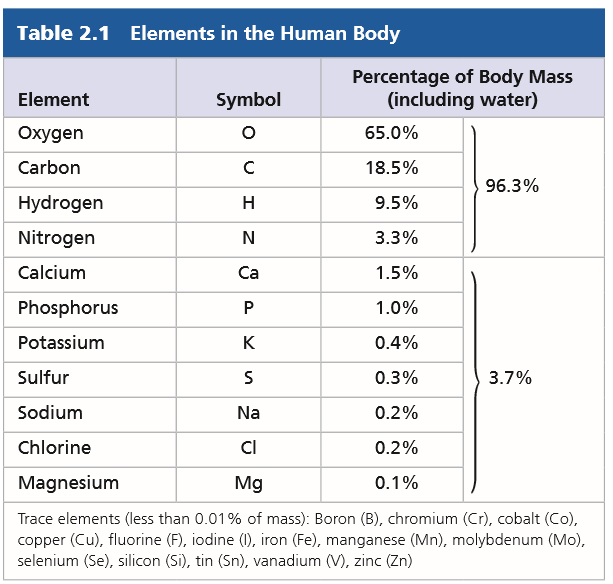 Table 2.1 Elements in the Human Body
Element Symbol Percentage of Body Mass
(including water)
Oxygen O 65.0%
Carbon C 18.5%
96.3%
Hydrogen H 9.5%
Nitrogen N 3.3%
Calcium Ca 1.5%
Phosphorus P 1.0%
Potassium K 0.4%
Sulfur S 0.3% 3.7%
Sodium Na 0.2%
Chlorine Cl 0.2%
Magnesium Mg 0.1%
Trace elements (less than 0.01% of mass): Boron (B), chromium (Cr), cobalt (Co),
copper (Cu), fluorine (F), iodine (I), iron (Fe), manganese (Mn), molybdenum (Mo),
selenium (Se), silicon (Si), tin (Sn), vanadium (V), zinc (Zn)